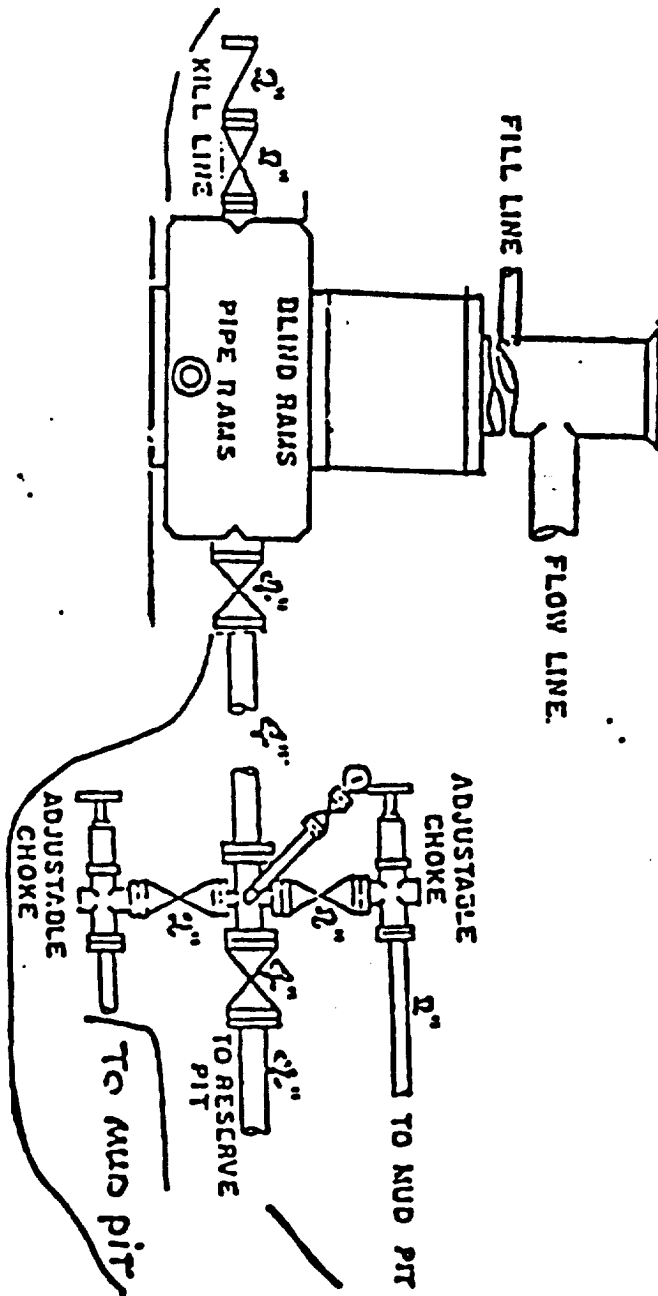 FILL LINE
FLOW LINE.
KILL LINE
2"
2"
BLIND RAMS
PIPE RAMS
4"
4"
ADJUSTABLE
CHOKE
2"
TO MUD PIT
2"
4"
4"
TO RESERVE
PIT
2"
ADJUSTABLE
CHOKE
TO MUD PIT